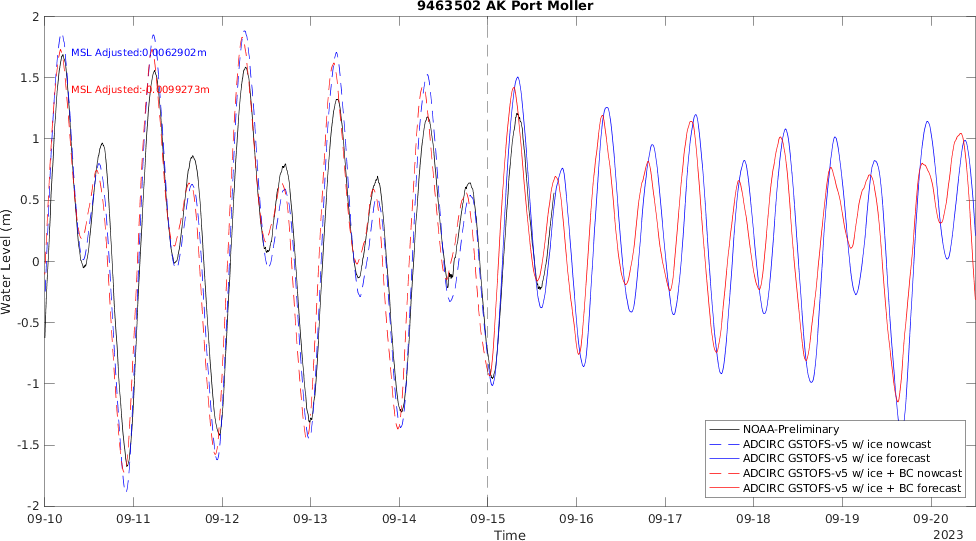 9463502 AK Port Moller
MSL Adjusted:0.0062902m
MSL Adjusted:-0.0099273m
Water Level (m)
2
1.5
1
0.5
0
-0.5
-1
-1.5
-2
09-10 09-11 09-12 09-13 09-14 09-15 09-16 09-17 09-18 09-19 09-20
Time
2023
NOAA-Preliminary
ADCIRC GSTOFS-v5 w/ ice nowcast
ADCIRC GSTOFS-v5 w/ ice forecast
ADCIRC GSTOFS-v5 w/ ice + BC nowcast
ADCIRC GSTOFS-v5 w/ ice + BC forecast